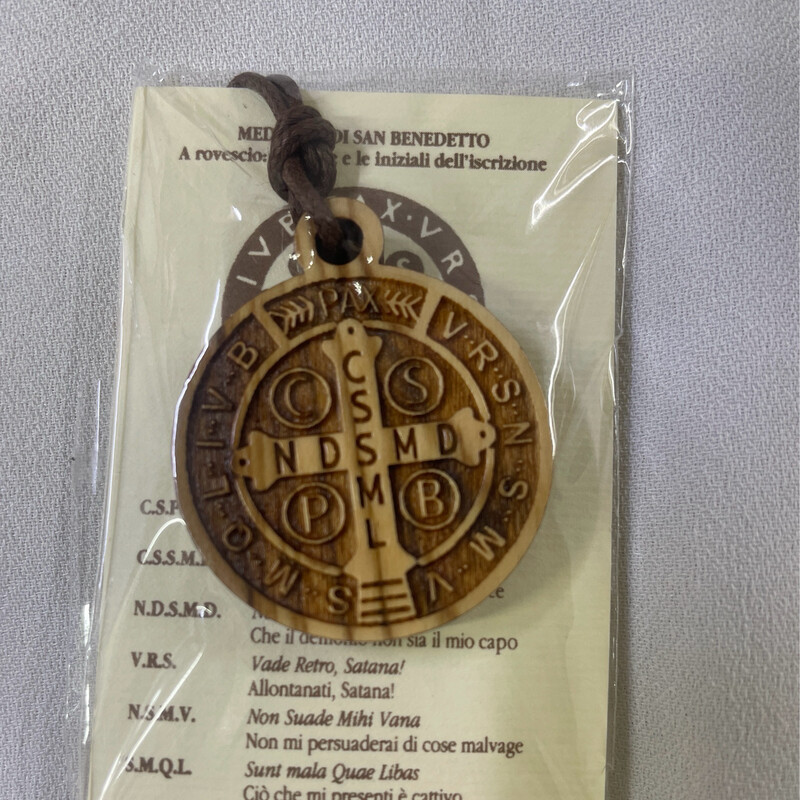 MED DI SAN BENEDETTO
A rovescio: e le iniziali dell'iscrizione
I V B AX · V R
PAX
V · R · S · N · S · M · V
S · M · Q · L · I · V · B
C S
C S S M L
N D S M D
P B
C.S.P
C.S.S.M.L
N.D.S.M.D.
Che il demonio non sia il mio capo
V.R.S. Vade Retro, Satana!
Allontanati, Satana!
N.S.M.V. Non Suade Mihi Vana
Non mi persuaderai di cose malvage
S.M.Q.L. Sunt mala Quae Libas
Ciò che mi presenti è cattivo